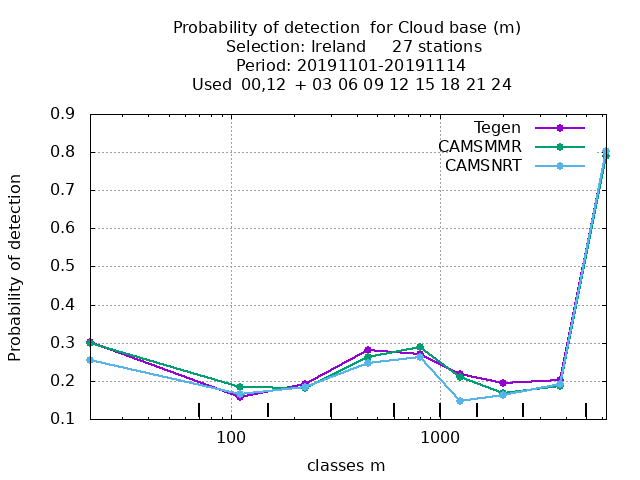 Probability of detection  for Cloud base (m)
Selection: Ireland     27 stations
Period: 20191101-20191114
Used  00,12  + 03 06 09 12 15 18 21 24
Tegen
CAMSMMR
CAMSNRT
Probability of detection
0.9
0.8
0.7
0.6
0.5
0.4
0.3
0.2
0.1
100
1000
classes m